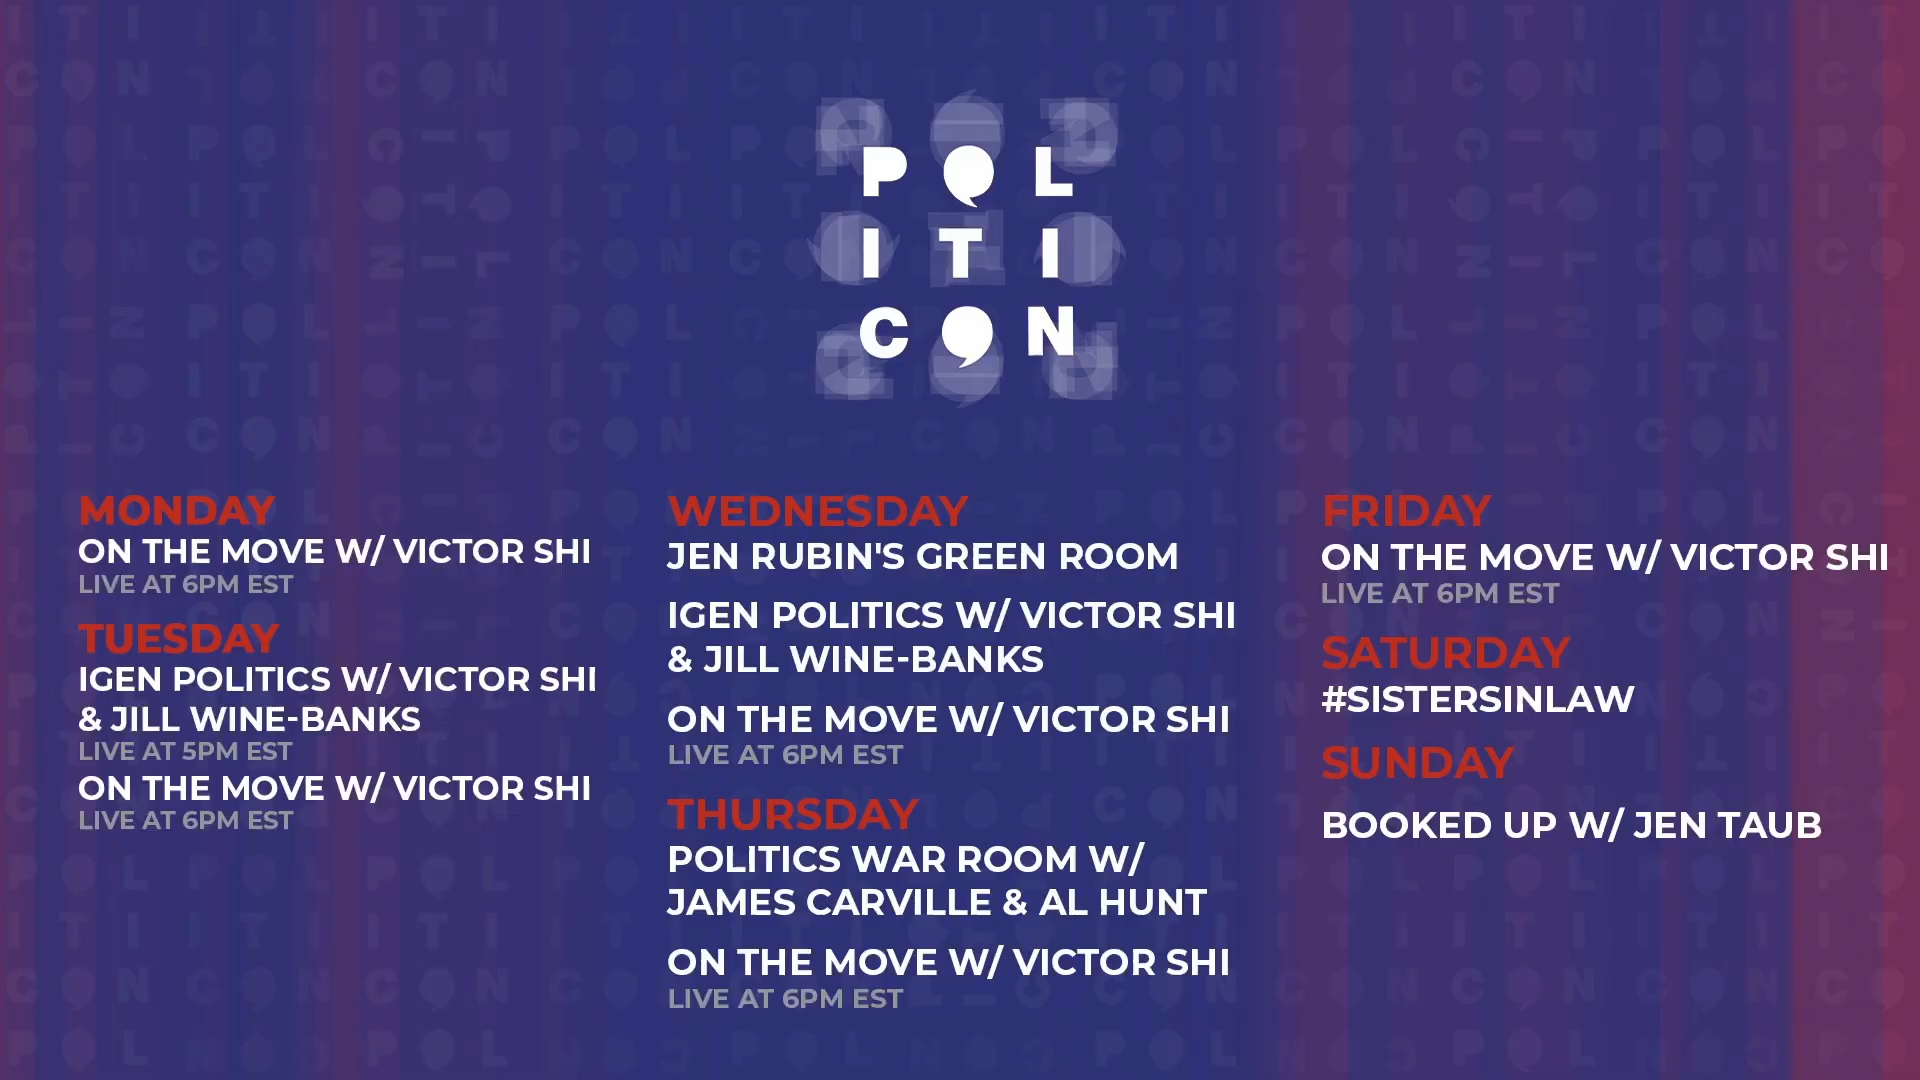 POL
ITI
CON
MONDAY
ON THE MOVE W/ VICTOR SHI
LIVE AT 6PM EST
TUESDAY
IGEN POLITICS W/ VICTOR SHI
& JILL WINE-BANKS
LIVE AT 5PM EST
ON THE MOVE W/ VICTOR SHI
LIVE AT 6PM EST
WEDNESDAY
JEN RUBIN'S GREEN ROOM
IGEN POLITICS W/ VICTOR SHI
& JILL WINE-BANKS
ON THE MOVE W/ VICTOR SHI
LIVE AT 6PM EST
THURSDAY
POLITICS WAR ROOM W/
JAMES CARVILLE & AL HUNT
ON THE MOVE W/ VICTOR SHI
LIVE AT 6PM EST
FRIDAY
ON THE MOVE W/ VICTOR SHI
LIVE AT 6PM EST
SATURDAY
#SISTERSINLAW
SUNDAY
BOOKED UP W/ JEN TAUB